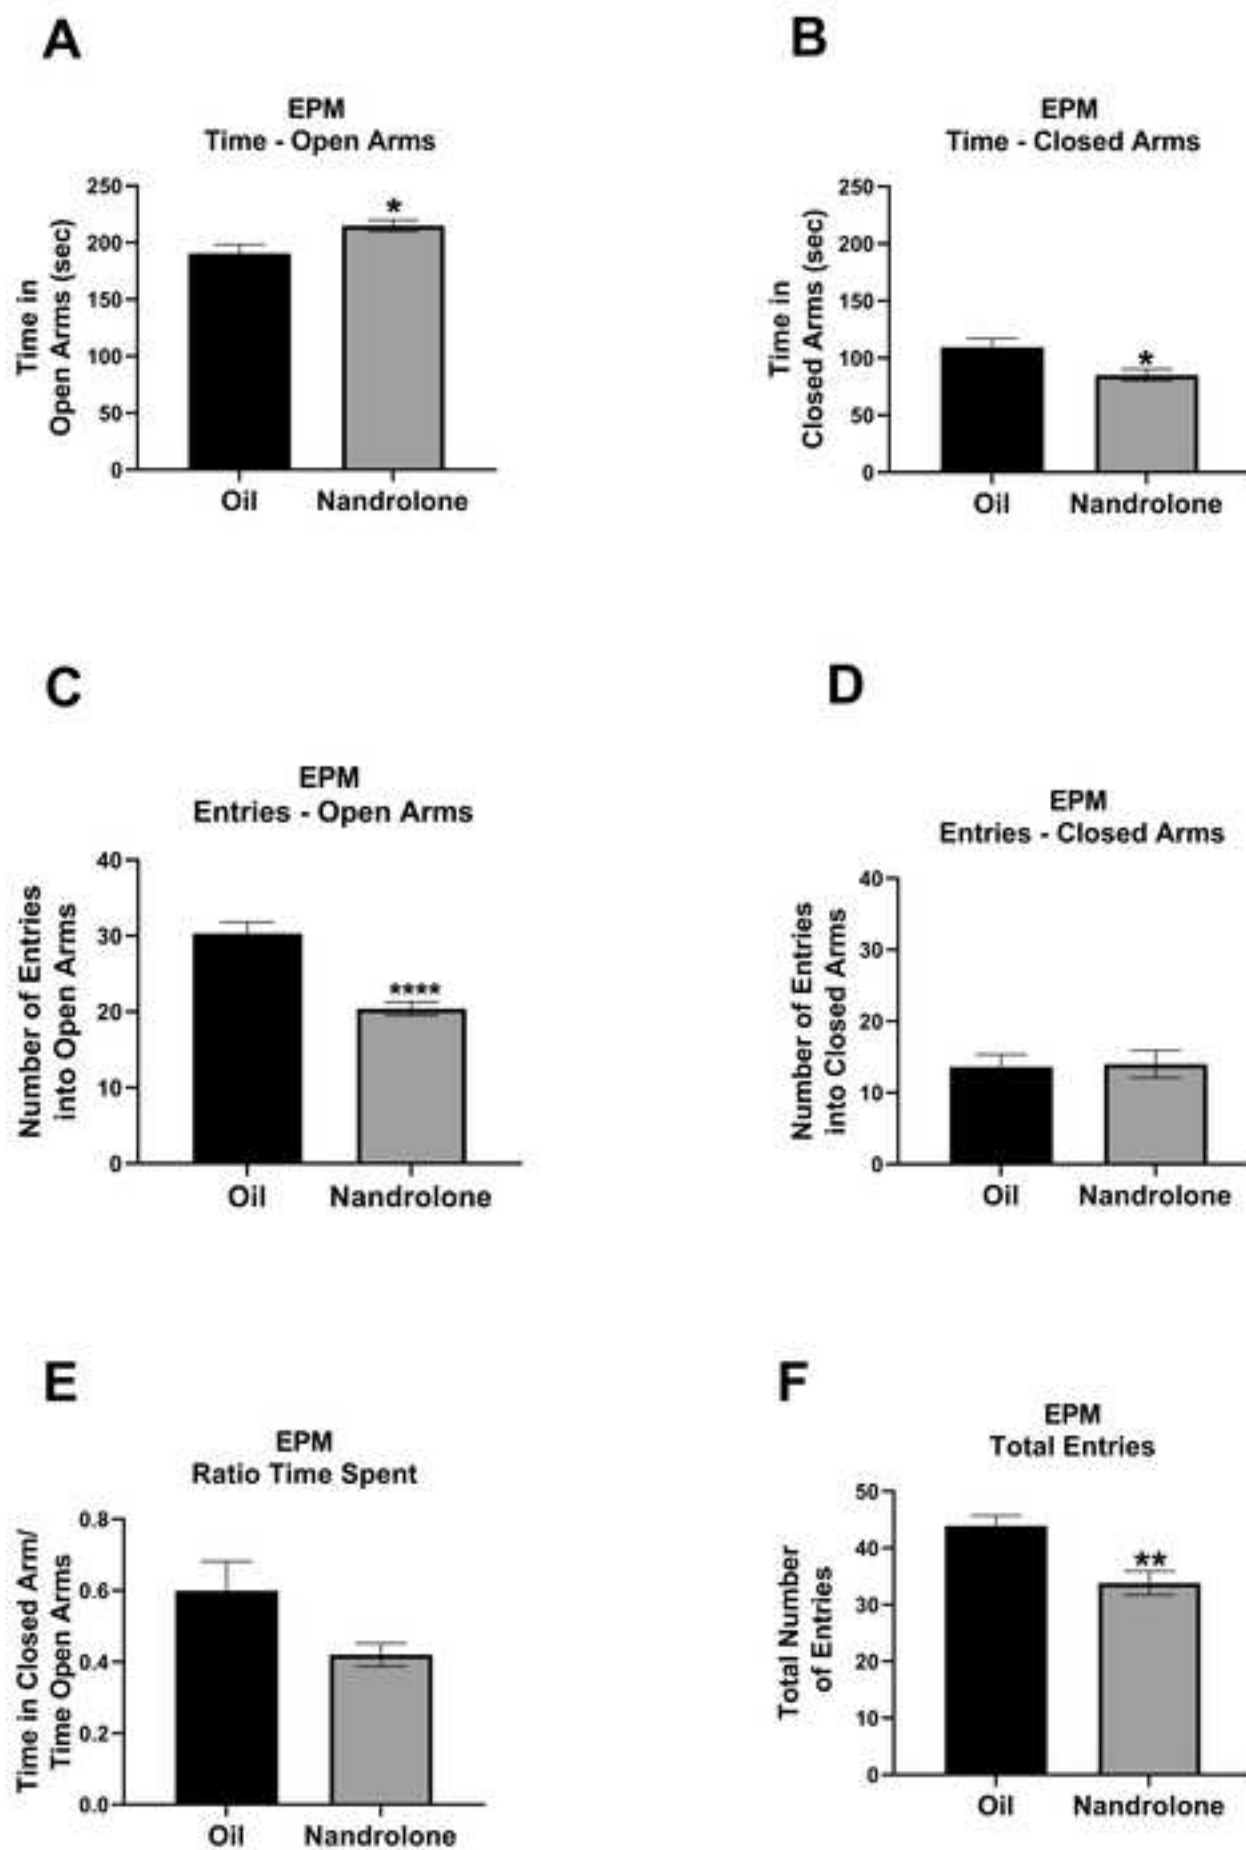 A
EPM
Time - Open Arms
Time in
Open Arms (sec)
250
200
150
100
50
0
*
Oil
Nandrolone
B
EPM
Time - Closed Arms
Time in
Closed Arms (sec)
250
200
150
100
50
0
*
Oil
Nandrolone
C
EPM
Entries - Open Arms
Number of Entries
into Open Arms
40
30
20
10
0
****
Oil
Nandrolone
D
EPM
Entries - Closed Arms
Number of Entries
into Closed Arms
40
30
20
10
0
Oil
Nandrolone
E
EPM
Ratio Time Spent
Time in Closed Arm/
Time Open Arms
0.8
0.6
0.4
0.2
0.0
Oil
Nandrolone
F
EPM
Total Entries
Total Number
of Entries
50
40
30
20
10
0
**
Oil
Nandrolone